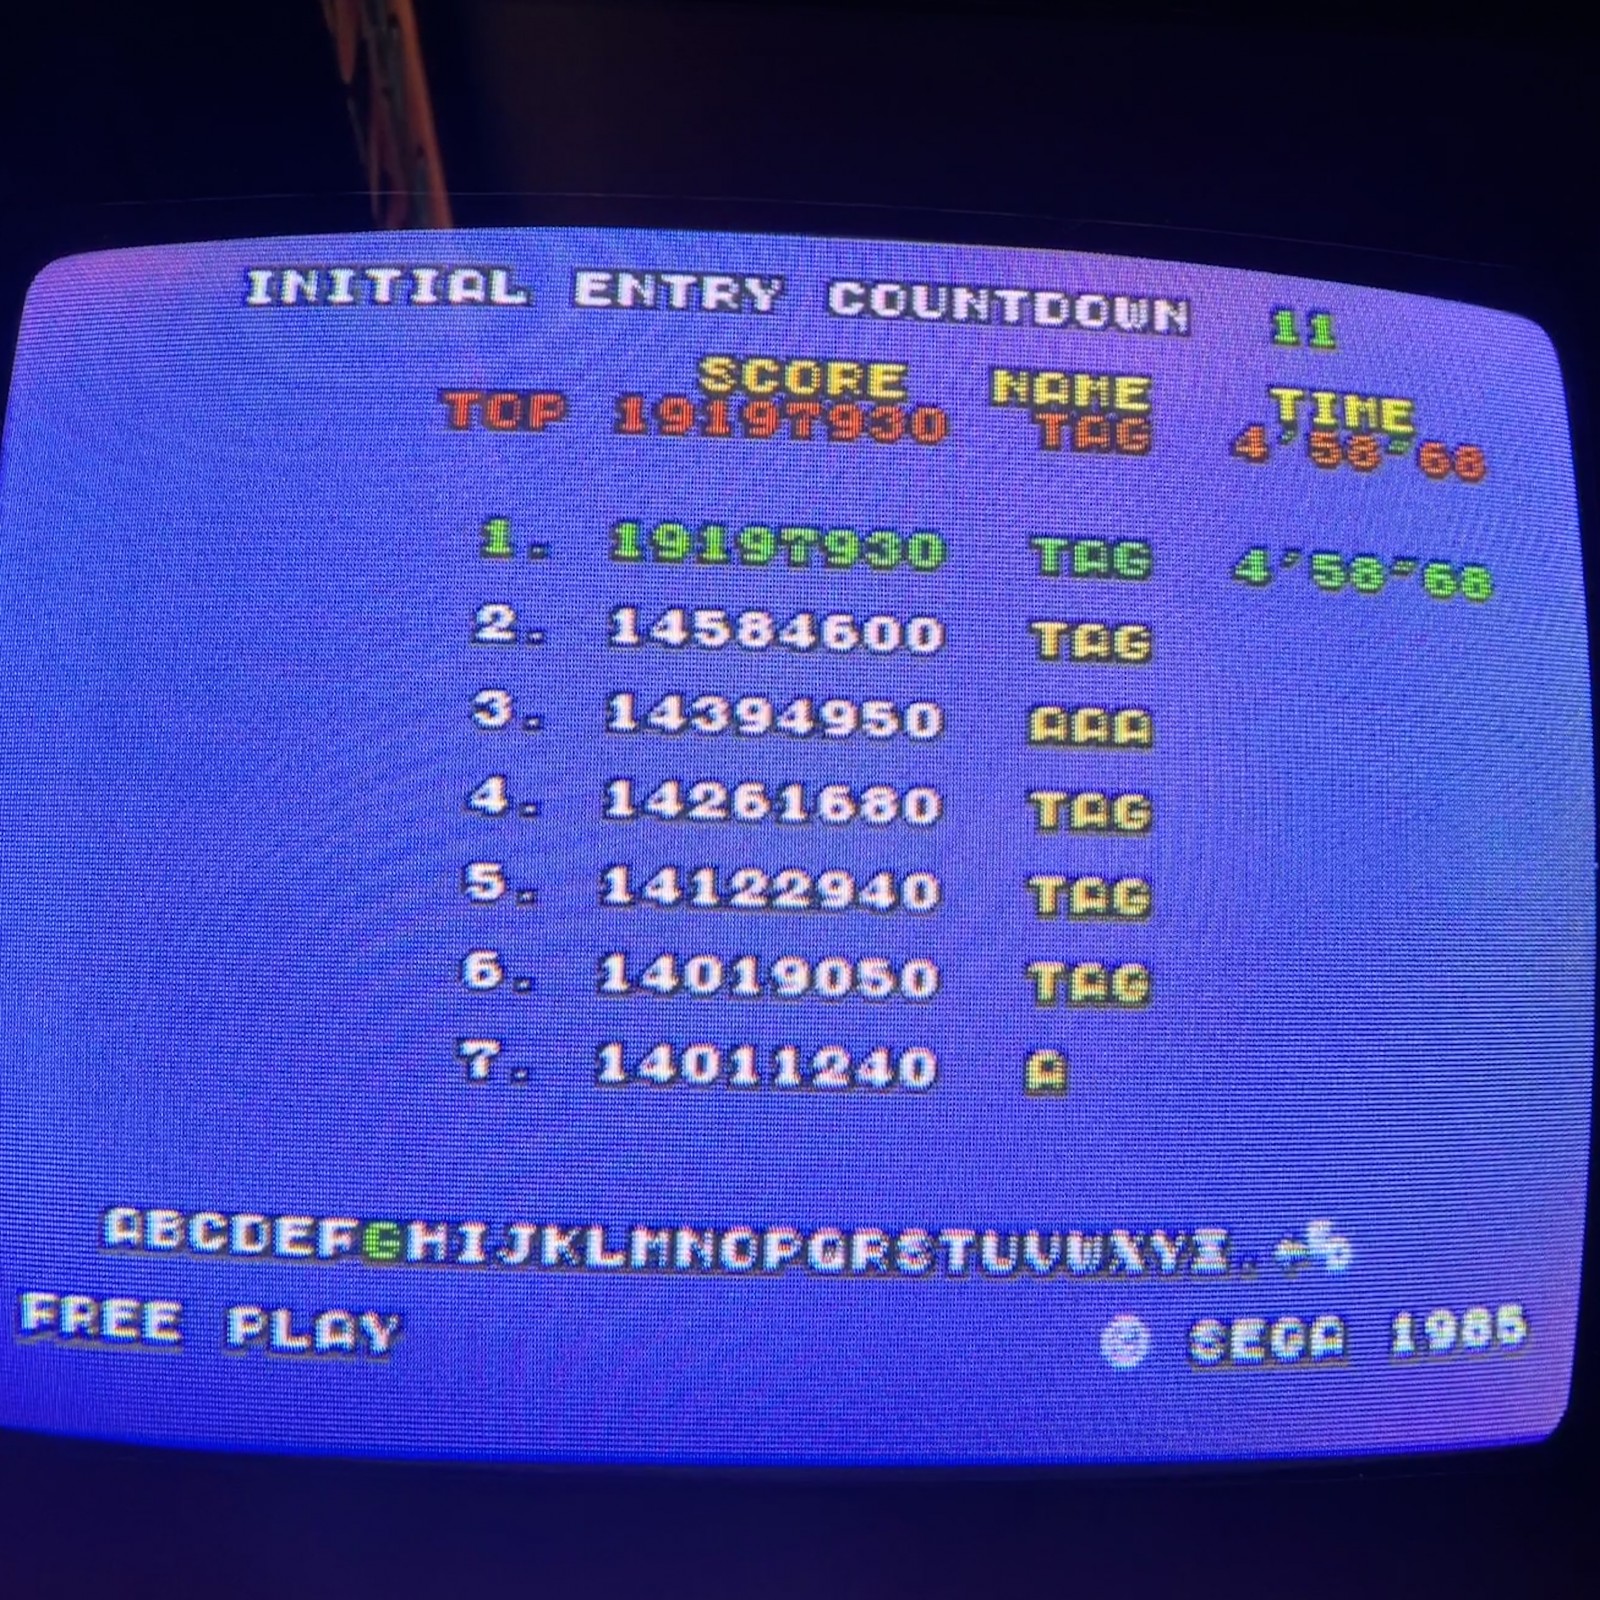 INITIAL ENTRY COUNTDOWN 11
SCORE NAME TIME
TOP 19197930 TAG 4'58"68
1. 19197930 TAG 4'58"68
2. 14584600 TAG
3. 14394950 AAA
4. 14261680 TAG
5. 14122940 TAG
6. 14019050 TAG
7. 14011240 A
ABCDEFGHIJKLMNOPQRSTUVWXYZ.←
FREE PLAY © SEGA 1986